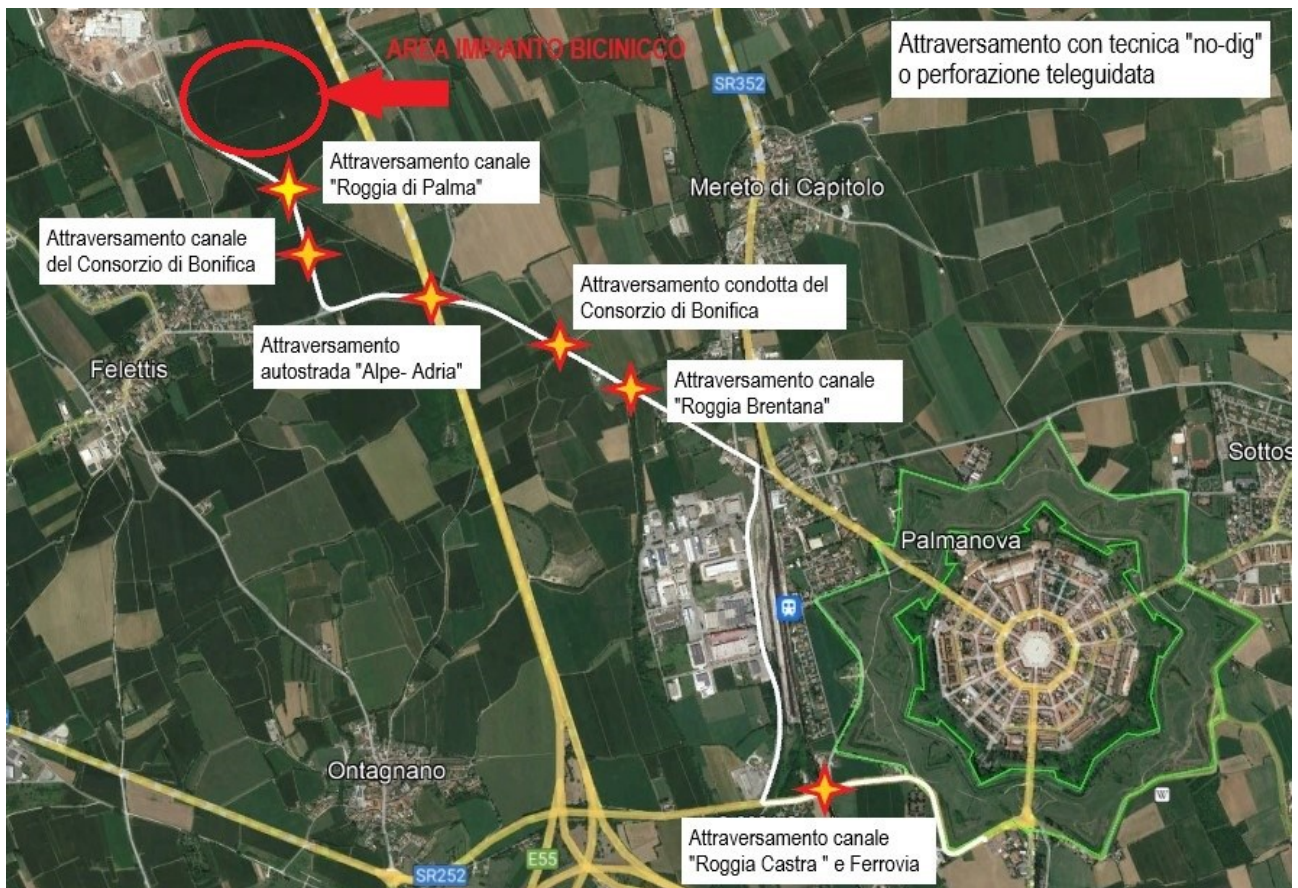 AREA IMPIANTO BICINICCO
Attraversamento con tecnica "no-dig"
o perforazione teleguidata
SR352
Attraversamento canale
"Roggia di Palma"
Mereto di Capitolo
Attraversamento canale
del Consorzio di Bonifica
Attraversamento condotta del
Consorzio di Bonifica
Attraversamento
autostrada "Alpe- Adria"
Felettis
Attraversamento canale
"Roggia Brentana"
Sottos
Palmanova
Ontagnano
W
Attraversamento canale
"Roggia Castra " e Ferrovia
E55
SR252